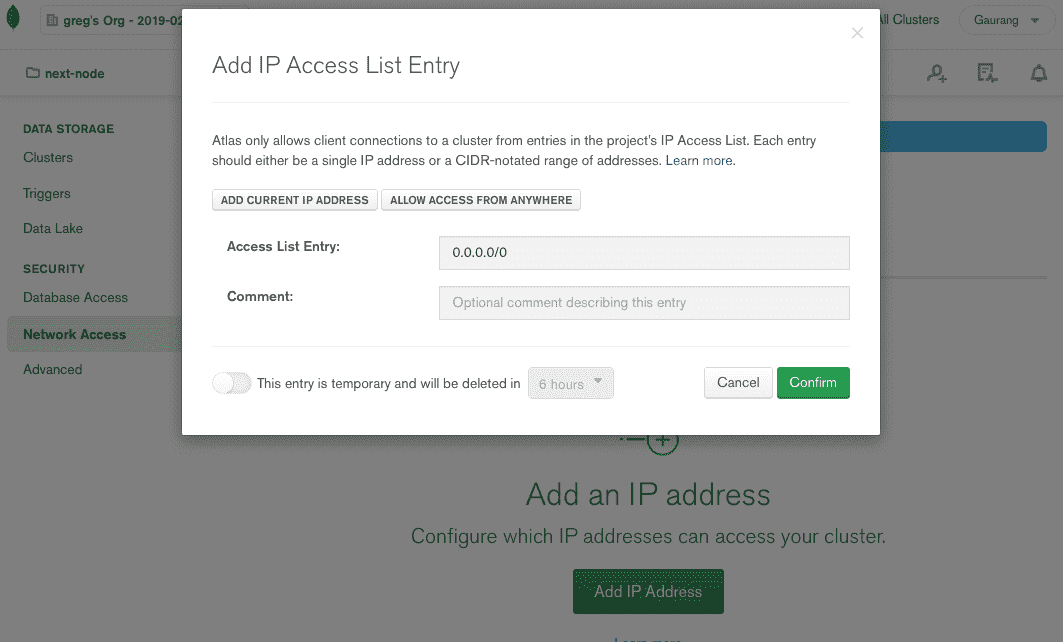 greg's Org - 2019-02
All Clusters
Gaurang
next-node
DATA STORAGE
Clusters
Triggers
Data Lake
SECURITY
Database Access
Network Access
Advanced
Add IP Access List Entry
Atlas only allows client connections to a cluster from entries in the project's IP Access List. Each entry
should either be a single IP address or a CIDR-notated range of addresses. Learn more.
ADD CURRENT IP ADDRESS
ALLOW ACCESS FROM ANYWHERE
Access List Entry:
0.0.0.0/0
Comment:
Optional comment describing this entry
This entry is temporary and will be deleted in
6 hours
Cancel
Confirm
Add an IP address
Configure which IP addresses can access your cluster.
Add IP Address